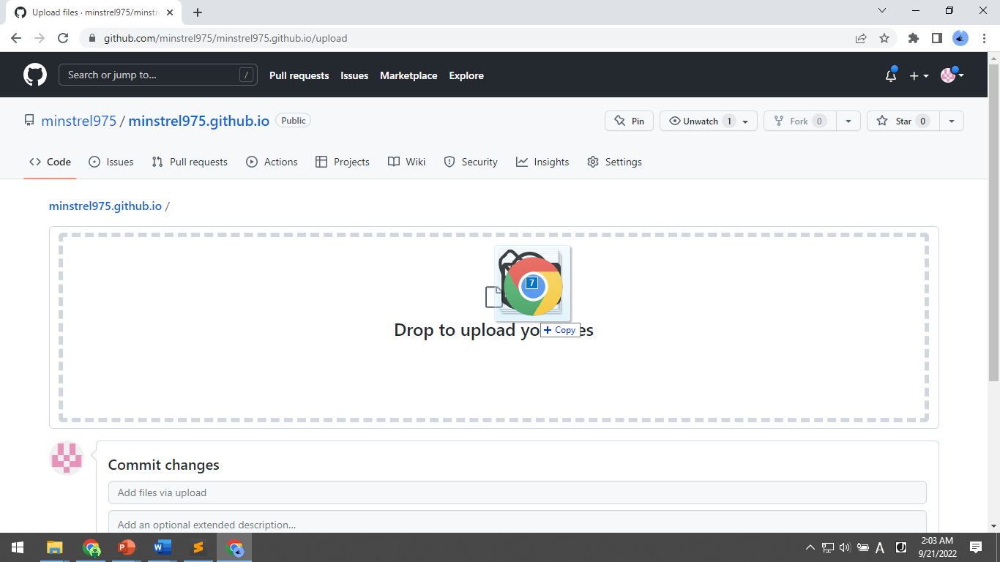 Upload files · minstrel975/minstre
github.com/minstrel975/minstrel975.github.io/upload
Search or jump to... /
Pull requests Issues Marketplace Explore
minstrel975 / minstrel975.github.io Public
Pin Unwatch 1 Fork 0 Star 0
Code Issues Pull requests Actions Projects Wiki Security Insights Settings
minstrel975.github.io /
7
Drop to upload yo es
+ Copy
Commit changes
Add files via upload
Add an optional extended description...
A
2:03 AM
9/21/2022